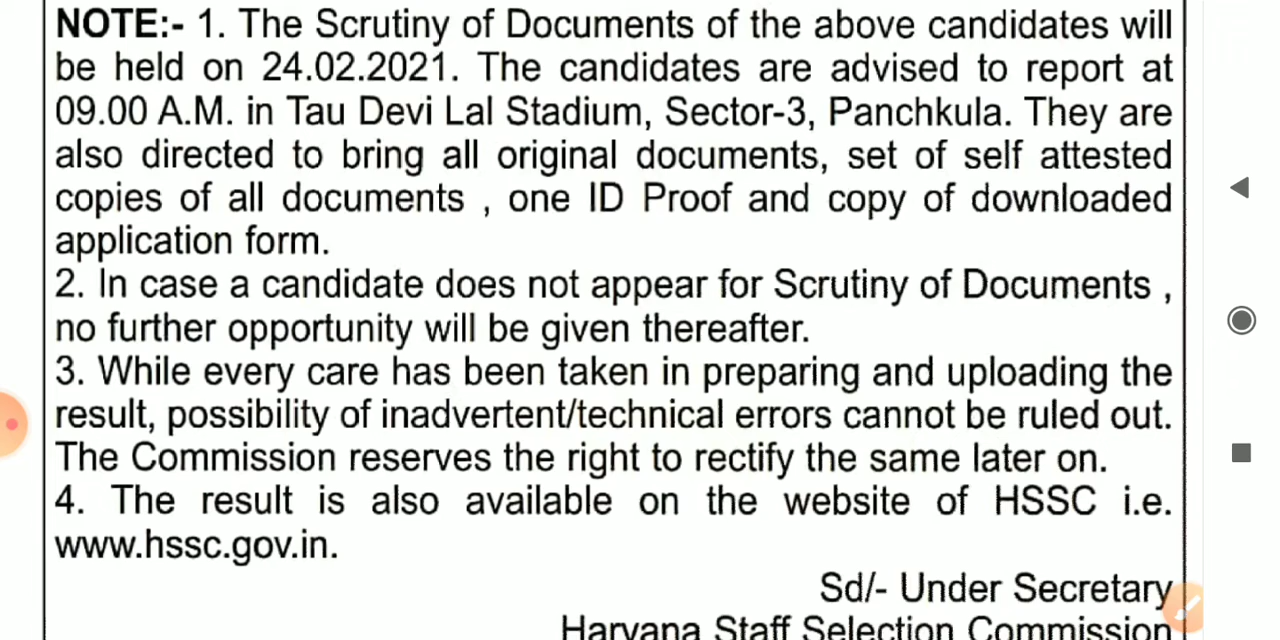 NOTE:- 1. The Scrutiny of Documents of the above candidates will
be held on 24.02.2021. The candidates are advised to report at
09.00 A.M. in Tau Devi Lal Stadium, Sector-3, Panchkula. They are
also directed to bring all original documents, set of self attested
copies of all documents , one ID Proof and copy of downloaded
application form.
2. In case a candidate does not appear for Scrutiny of Documents ,
no further opportunity will be given thereafter.
3. While every care has been taken in preparing and uploading the
result, possibility of inadvertent/technical errors cannot be ruled out.
The Commission reserves the right to rectify the same later on.
4. The result is also available on the website of HSSC i.e.
www.hssc.gov.in.
Sd/- Under Secretary
Haryana Staff Selection Commission